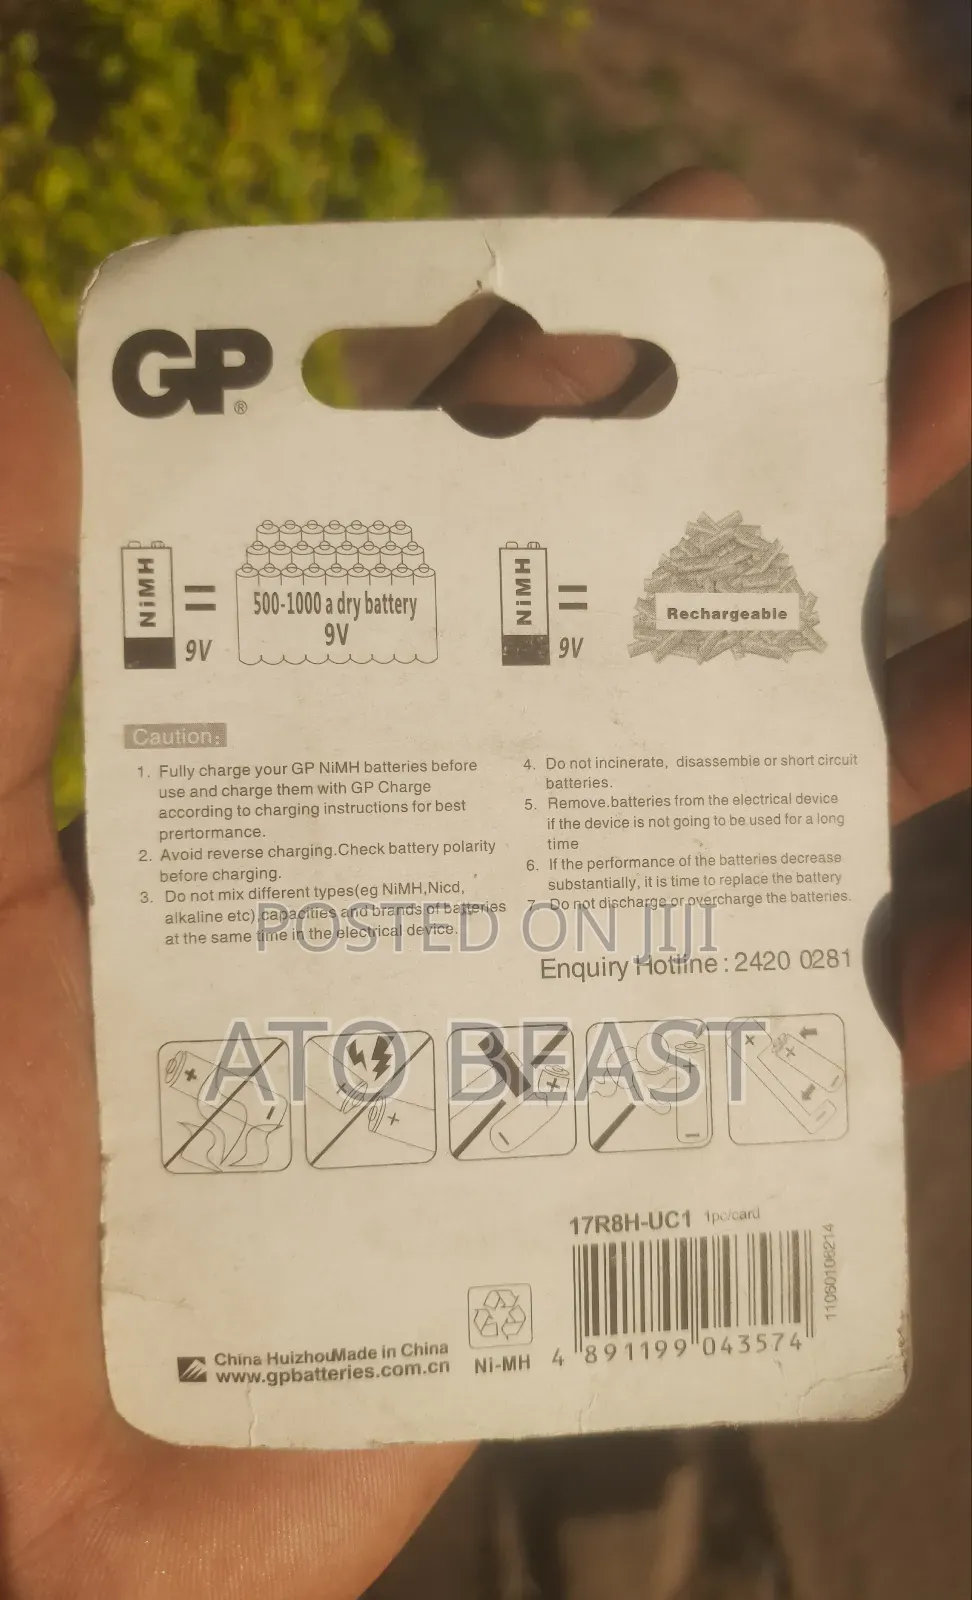 GP®
NiMH
9V
500-1000 a dry battery
9V
NiMH
9V
Rechargeable
Caution:
1. Fully charge your GP NiMH batteries before
use and charge them with GP Charge
according to charging instructions for best
prertormance.
2. Avoid reverse charging.Check battery polarity
before charging.
3. Do not mix different types(eg NiMH,Nicd,
alkaline etc),capacities and brands of batteries
at the same time in the electrical device.
4. Do not incinerate, disassembie or short circuit
batteries.
5. Remove.batteries from the electrical device
if the device is not going to be used for a long
time
6. If the performance of the batteries decrease
substantially, it is time to replace the battery
7. Do not discharge or overcharge the batteries.
POSTED ON JIJI
Enquiry Hotline : 2420 0281
ATO BEAST
17R8H-UC1 1pc/card
11060106214
4 891199 043574
Ni-MH
China HuizhouMade in China
www.gpbatteries.com.cn